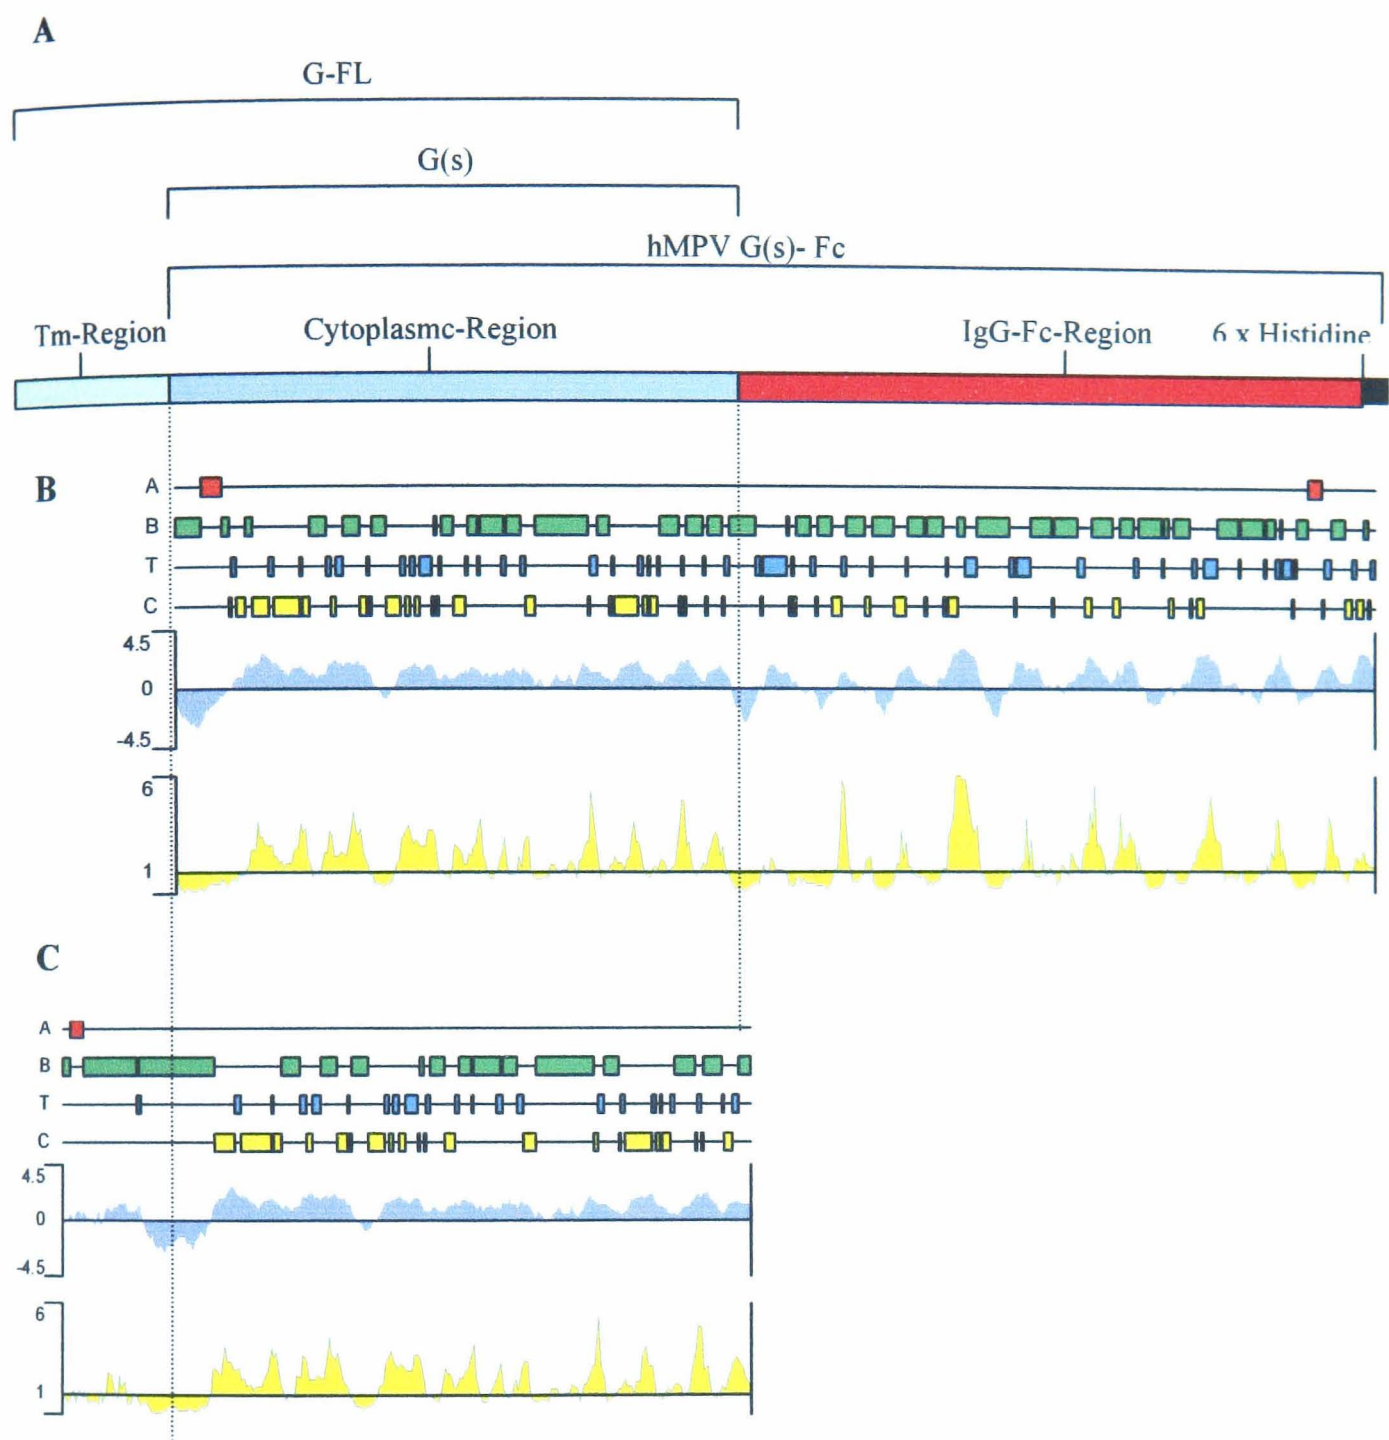 A
G-FL
G(s)
hMPV G(s)- Fc
Tm-Region
Cytoplasmc-Region
IgG-Fc-Region
6 x Histidine
B
A
B
T
C
4.5
0
-4.5
6
1
C
A
B
T
C
4.5
0
-4.5
6
1